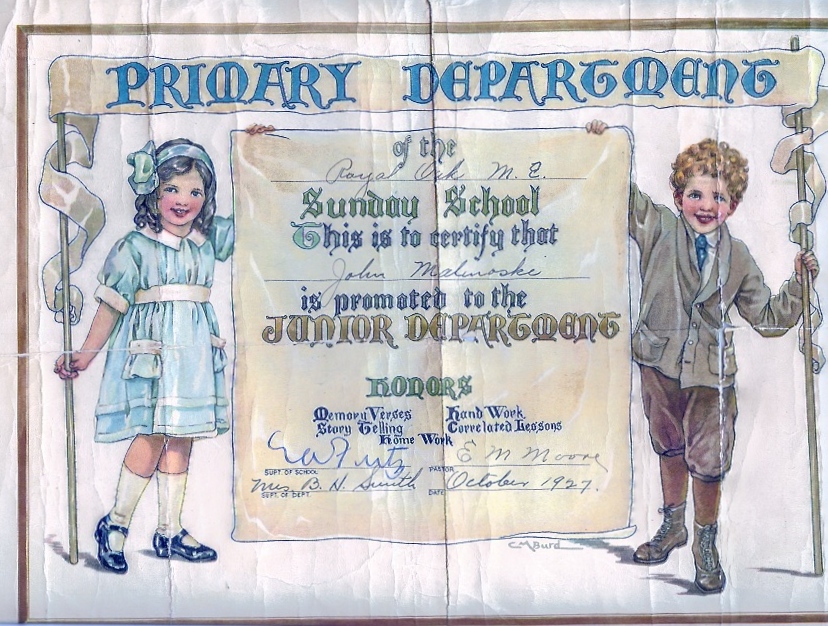 PRIMARY DEPARTMENT
of the
Royal Oak M. E.
Sunday School
This is to certify that
John Malinoski
is promoted to the
JUNIOR DEPARTMENT
HONORS
Memory Verses Hand Work
Story Telling Correlated Lessons
Home Work
E M Moore
SUPT. OF SCHOOL PASTOR
Mrs. B. H. Smith October 1927.
SUPT. OF DEPT. DATE
C M Burd